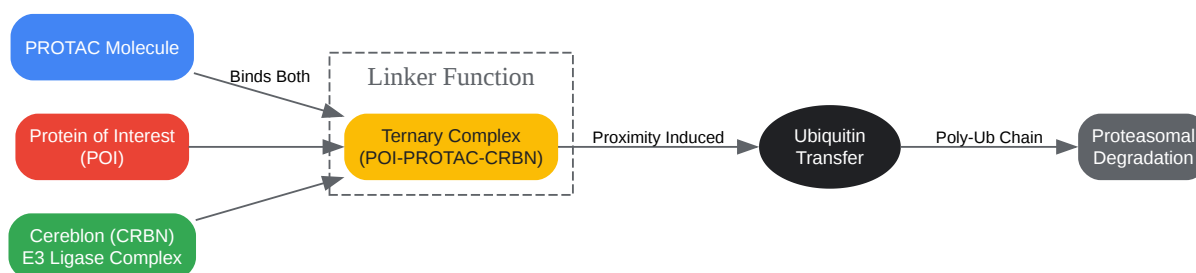 PROTAC Molecule
Binds Both
Linker Function
Protein of Interest
(POI)
Ternary Complex
(POI-PROTAC-CRBN)
Proximity Induced
Ubiquitin
Transfer
Poly-Ub Chain
Proteasomal
Degradation
Cereblon (CRBN)
E3 Ligase Complex